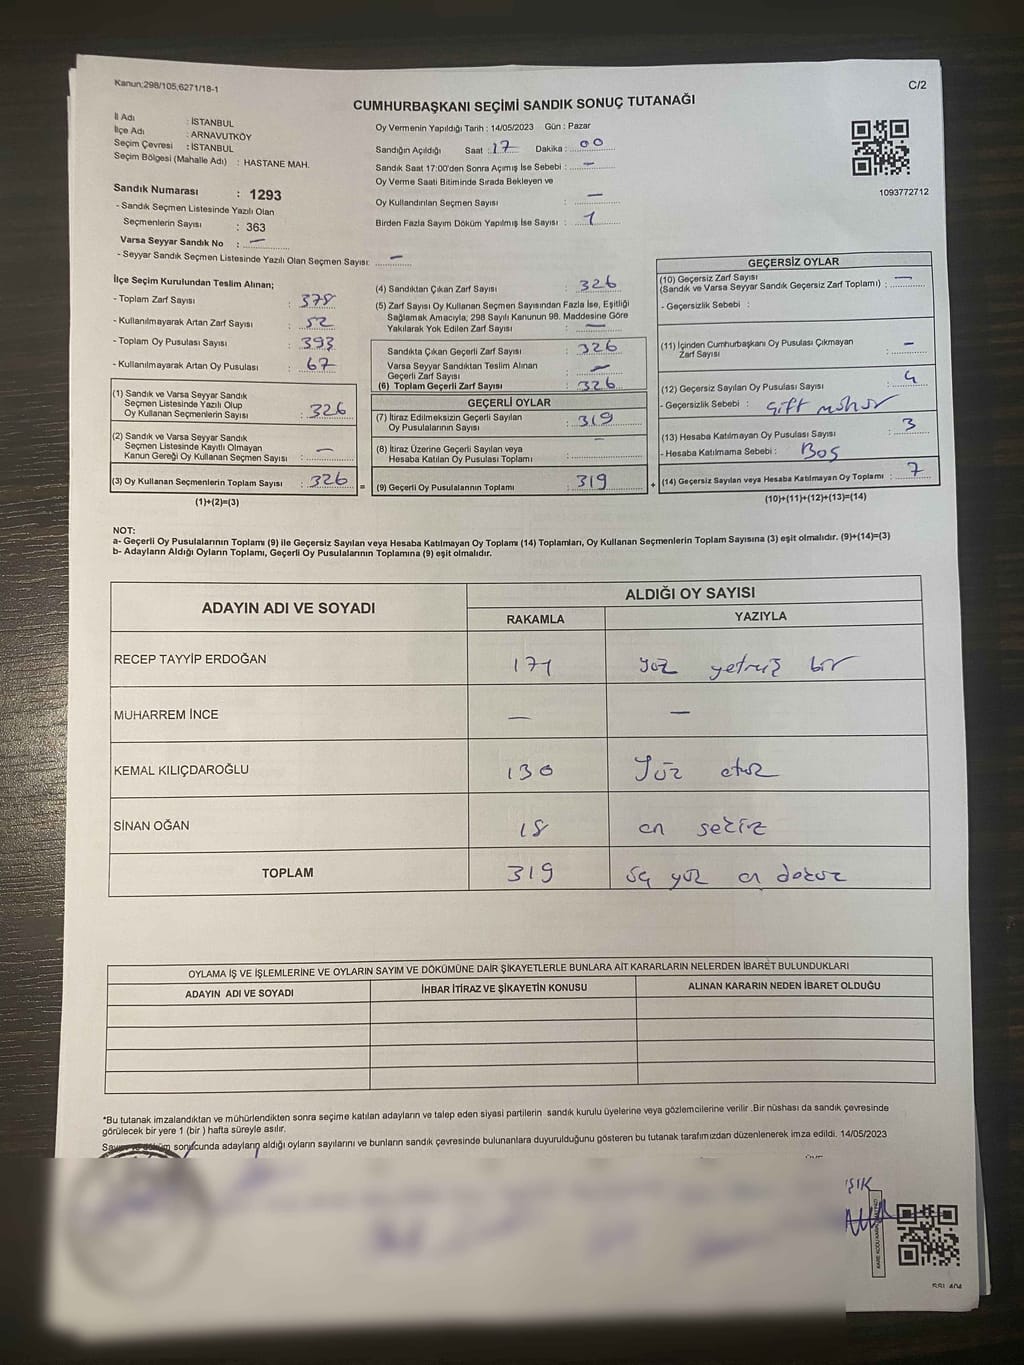 Kanun;298/105;6271/18-1
C/2
CUMHURBAŞKANI SEÇİMİ SANDIK SONUÇ TUTANAĞI
İl Adı : İSTANBUL
İlçe Adı : ARNAVUTKÖY
Seçim Çevresi : İSTANBUL
Seçim Bölgesi (Mahalle Adı) : HASTANE MAH.
Sandık Numarası : 1293
- Sandık Seçmen Listesinde Yazılı Olan
Seçmenlerin Sayısı : 363
Varsa Seyyar Sandık No : —
- Seyyar Sandık Seçmen Listesinde Yazılı Olan Seçmen Sayısı: —
Oy Vermenin Yapıldığı Tarih : 14/05/2023 Gün : Pazar
Sandığın Açıldığı Saat : 17 Dakika : 00
Sandık Saat 17:00'den Sonra Açımış İse Sebebi : —
Oy Verme Saati Bitiminde Sırada Bekleyen ve
Oy Kullandırılan Seçmen Sayısı : —
Birden Fazla Sayım Döküm Yapılmış İse Sayısı : 1
1093772712
İlçe Seçim Kurulundan Teslim Alınan;
- Toplam Zarf Sayısı : 378
- Kullanılmayarak Artan Zarf Sayısı : 52
- Toplam Oy Pusulası Sayısı : 393
- Kullanılmayarak Artan Oy Pusulası : 67
(1) Sandık ve Varsa Seyyar Sandık
Seçmen Listesinde Yazılı Olup
Oy Kullanan Seçmenlerin Sayısı : 326
(2) Sandık ve Varsa Seyyar Sandık
Seçmen Listesinde Kayıtlı Olmayan
Kanun Gereği Oy Kullanan Seçmen Sayısı : —
(3) Oy Kullanan Seçmenlerin Toplam Sayısı : 326
(1)+(2)=(3)
(4) Sandıktan Çıkan Zarf Sayısı : 326
(5) Zarf Sayısı Oy Kullanan Seçmen Sayısından Fazla İse, Eşitliği
Sağlamak Amacıyla; 298 Sayılı Kanunun 98. Maddesine Göre
Yakılarak Yok Edilen Zarf Sayısı : —
Sandıkta Çıkan Geçerli Zarf Sayısı : 326
Varsa Seyyar Sandıktan Teslim Alınan
Geçerli Zarf Sayısı : —
(6) Toplam Geçerli Zarf Sayısı : 326
GEÇERLİ OYLAR
(7) İtiraz Edilmeksizin Geçerli Sayılan
Oy Pusulalarının Sayısı : 319
(8) İtiraz Üzerine Geçerli Sayılan veya
Hesaba Katılan Oy Pusulası Toplamı : —
= (9) Geçerli Oy Pusulalarının Toplamı : 319 +
GEÇERSİZ OYLAR
(10) Geçersiz Zarf Sayısı
(Sandık ve Varsa Seyyar Sandık Geçersiz Zarf Toplamı) : —
- Geçersizlik Sebebi :
(11) İçinden Cumhurbaşkanı Oy Pusulası Çıkmayan
Zarf Sayısı : —
(12) Geçersiz Sayılan Oy Pusulası Sayısı : 4
- Geçersizlik Sebebi : Çift mühür
(13) Hesaba Katılmayan Oy Pusulası Sayısı : 3
- Hesaba Katılmama Sebebi : Boş
(14) Geçersiz Sayılan veya Hesaba Katılmayan Oy Toplamı : 7
(10)+(11)+(12)+(13)=(14)
NOT:
a- Geçerli Oy Pusulalarının Toplamı (9) ile Geçersiz Sayılan veya Hesaba Katılmayan Oy Toplamı (14) Toplamları, Oy Kullanan Seçmenlerin Toplam Sayısına (3) eşit olmalıdır. (9)+(14)=(3)
b- Adayların Aldığı Oyların Toplamı, Geçerli Oy Pusulalarının Toplamına (9) eşit olmalıdır.
ADAYIN ADI VE SOYADI
ALDIĞI OY SAYISI
RAKAMLA YAZIYLA
RECEP TAYYİP ERDOĞAN 171 yüz yetmiş bir
MUHARREM İNCE — —
KEMAL KILIÇDAROĞLU 130 Yüz otuz
SİNAN OĞAN 18 on sekiz
TOPLAM 319 üç yüz on dokuz
OYLAMA İŞ VE İŞLEMLERİNE VE OYLARIN SAYIM VE DÖKÜMÜNE DAİR ŞİKAYETLERLE BUNLARA AİT KARARLARIN NELERDEN İBARET BULUNDUKLARI
ADAYIN ADI VE SOYADI İHBAR İTİRAZ VE ŞİKAYETİN KONUSU ALINAN KARARIN NEDEN İBARET OLDUĞU
*Bu tutanak imzalandıktan ve mühürlendikten sonra seçime katılan adayların ve talep eden siyasi partilerin sandık kurulu üyelerine veya gözlemcilerine verilir .Bir nüshası da sandık çevresinde
görülecek bir yere 1 (bir ) hafta süreyle asılır.
sonucunda adayların aldığı oyların sayılarını ve bunların sandık çevresinde bulunanlara duyurulduğunu gösteren bu tutanak tarafımızdan düzenlenerek imza edildi. 14/05/2023
IŞIK